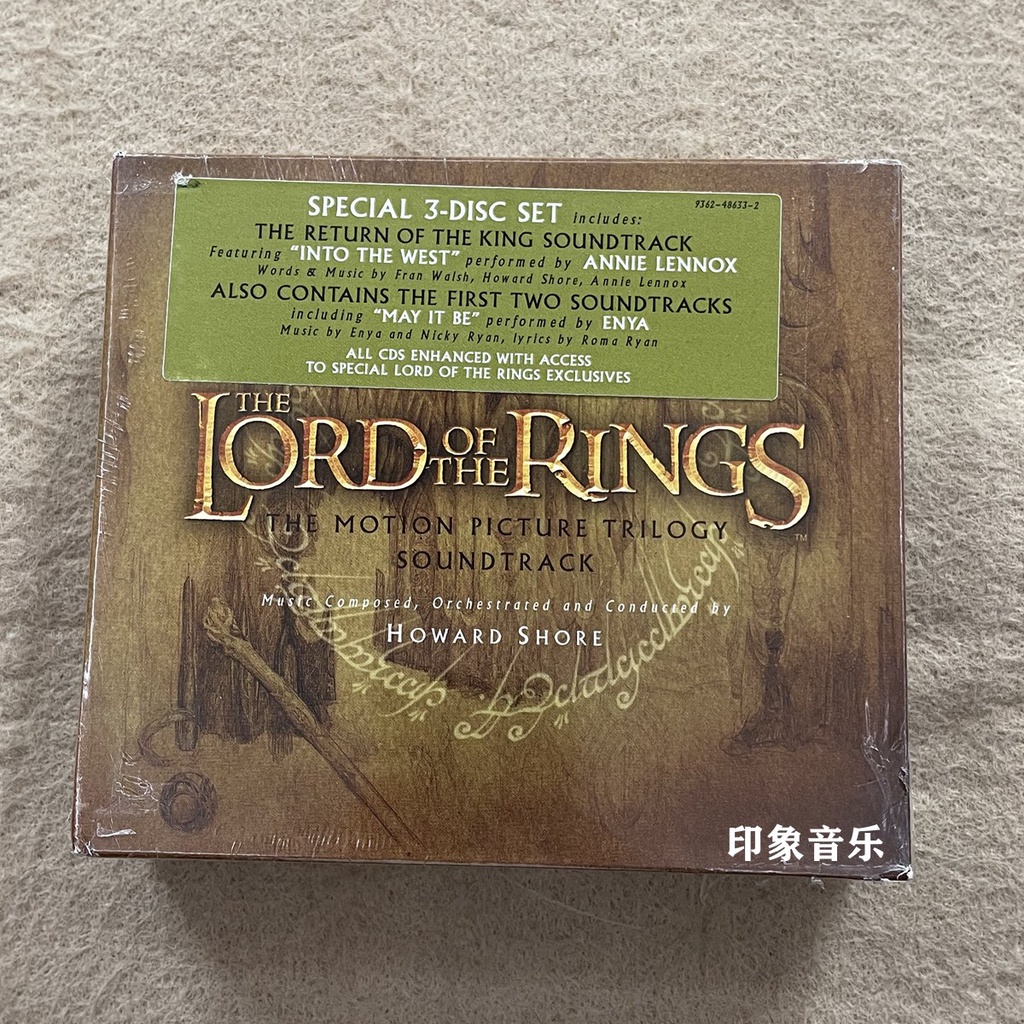 SPECIAL 3-DISC SET includes:
9362-48633-2
THE RETURN OF THE KING SOUNDTRACK
Featuring "INTO THE WEST" performed by ANNIE LENNOX
Words & Music by Fran Walsh, Howard Shore, Annie Lennox
ALSO CONTAINS THE FIRST TWO SOUNDTRACKS
including "MAY IT BE" performed by ENYA
Music by Enya and Nicky Ryan, lyrics by Roma Ryan
ALL CDS ENHANCED WITH ACCESS
TO SPECIAL LORD OF THE RINGS EXCLUSIVES
THE LORD OF THE RINGS™
THE MOTION PICTURE TRILOGY
SOUNDTRACK
Music Composed, Orchestrated and Conducted by
HOWARD SHORE
印象音乐